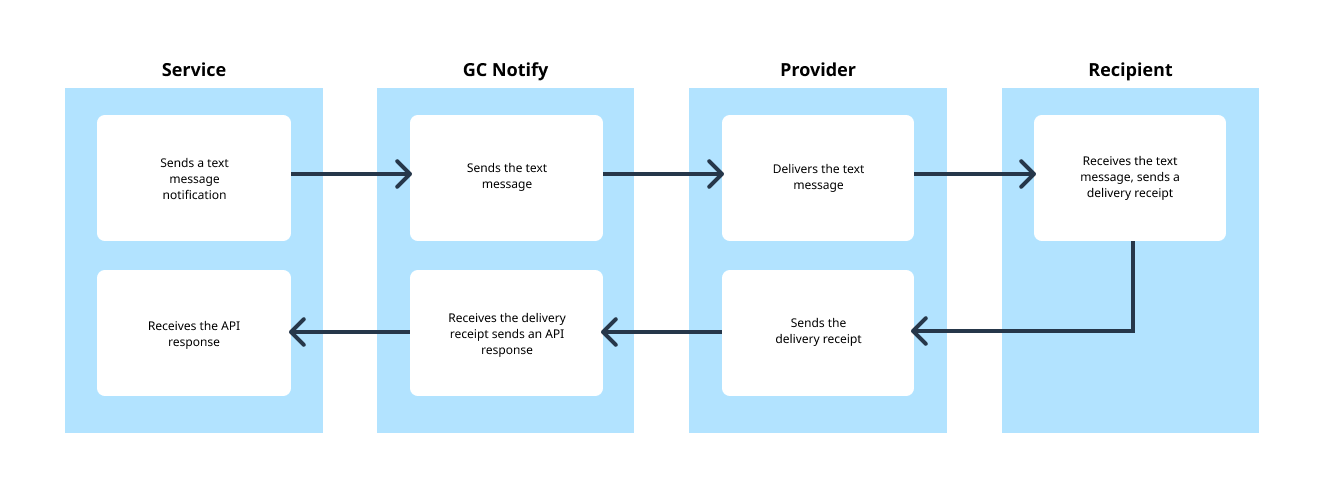 Service
GC Notify
Provider
Recipient
Sends a text
message
notification
Sends the text
message
Delivers the text
message
Receives the text
message, sends a
delivery receipt
Receives the API
response
Receives the delivery
receipt sends an API
response
Sends the
delivery receipt